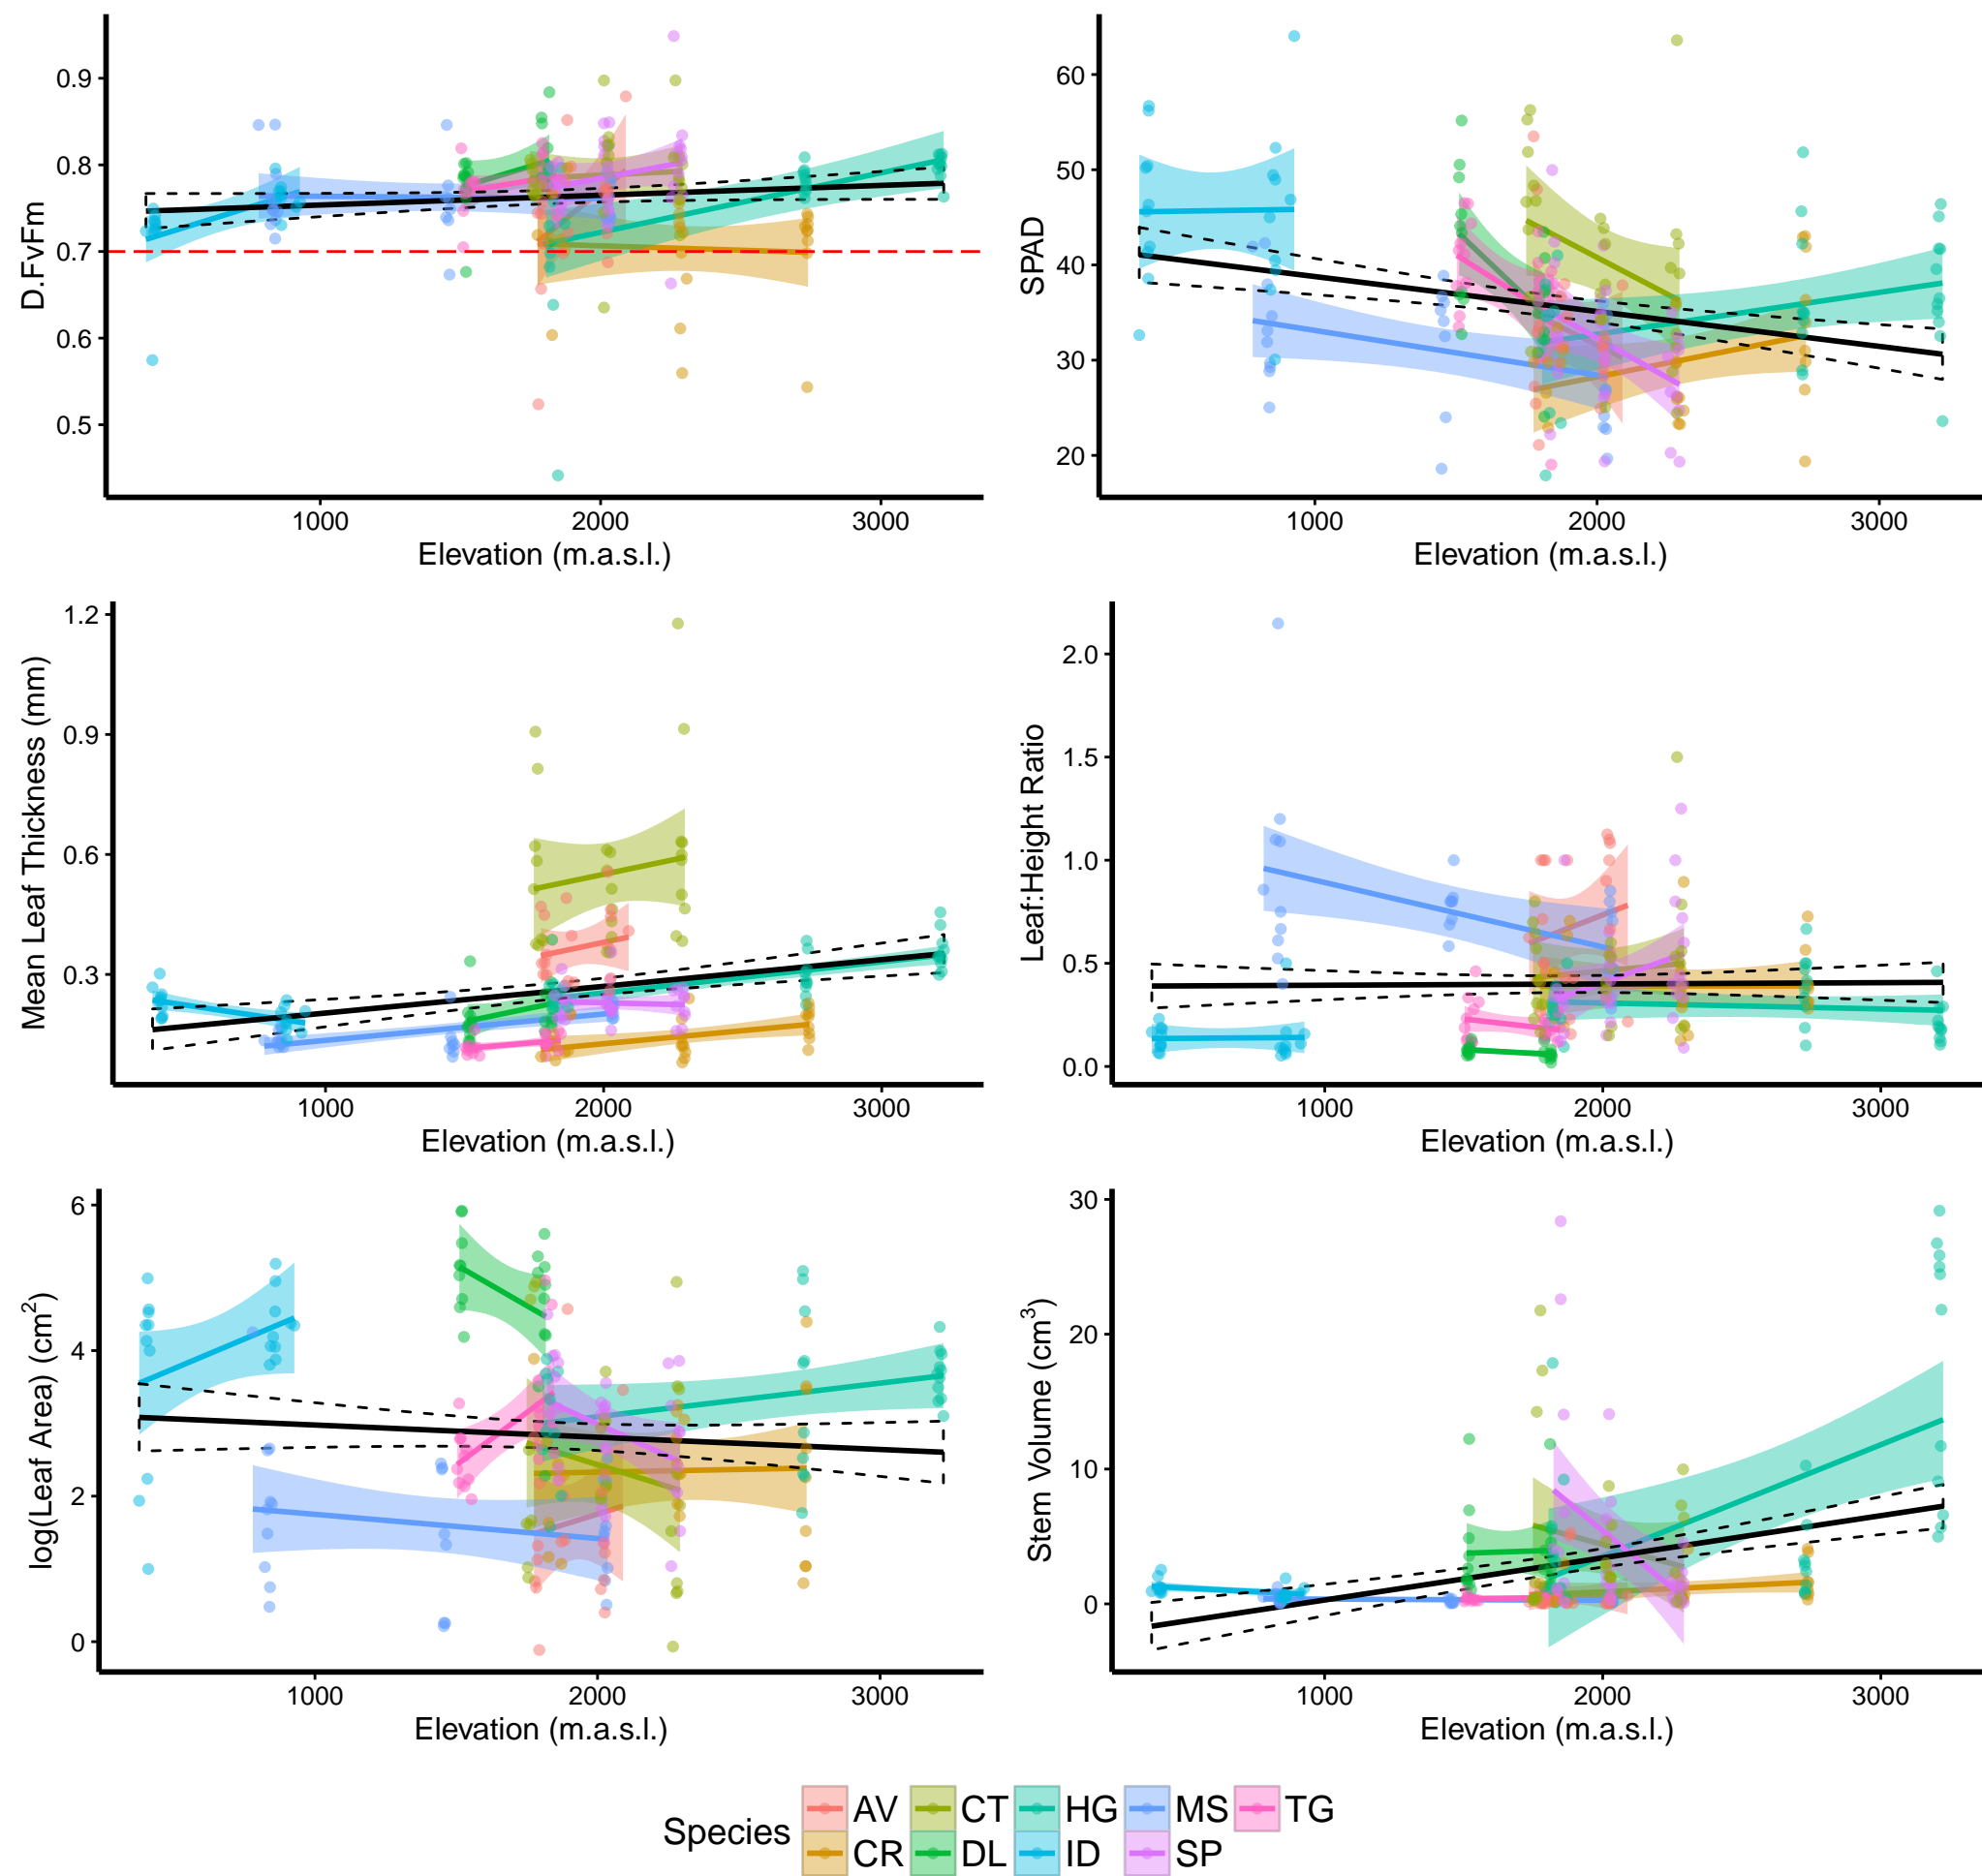 0.9
0.8
0.7
0.6
0.5
D.FvFm
1000 2000 3000
Elevation (m.a.s.l.)
60
50
40
30
20
SPAD
1000 2000 3000
Elevation (m.a.s.l.)
1.2
0.9
0.6
0.3
Mean Leaf Thickness (mm)
1000 2000 3000
Elevation (m.a.s.l.)
2.0
1.5
1.0
0.5
0.0
Leaf:Height Ratio
1000 2000 3000
Elevation (m.a.s.l.)
6
4
2
0
log(Leaf Area) (cm²)
1000 2000 3000
Elevation (m.a.s.l.)
30
20
10
0
Stem Volume (cm³)
1000 2000 3000
Elevation (m.a.s.l.)
Species
AV CT HG MS TG
CR DL ID SP